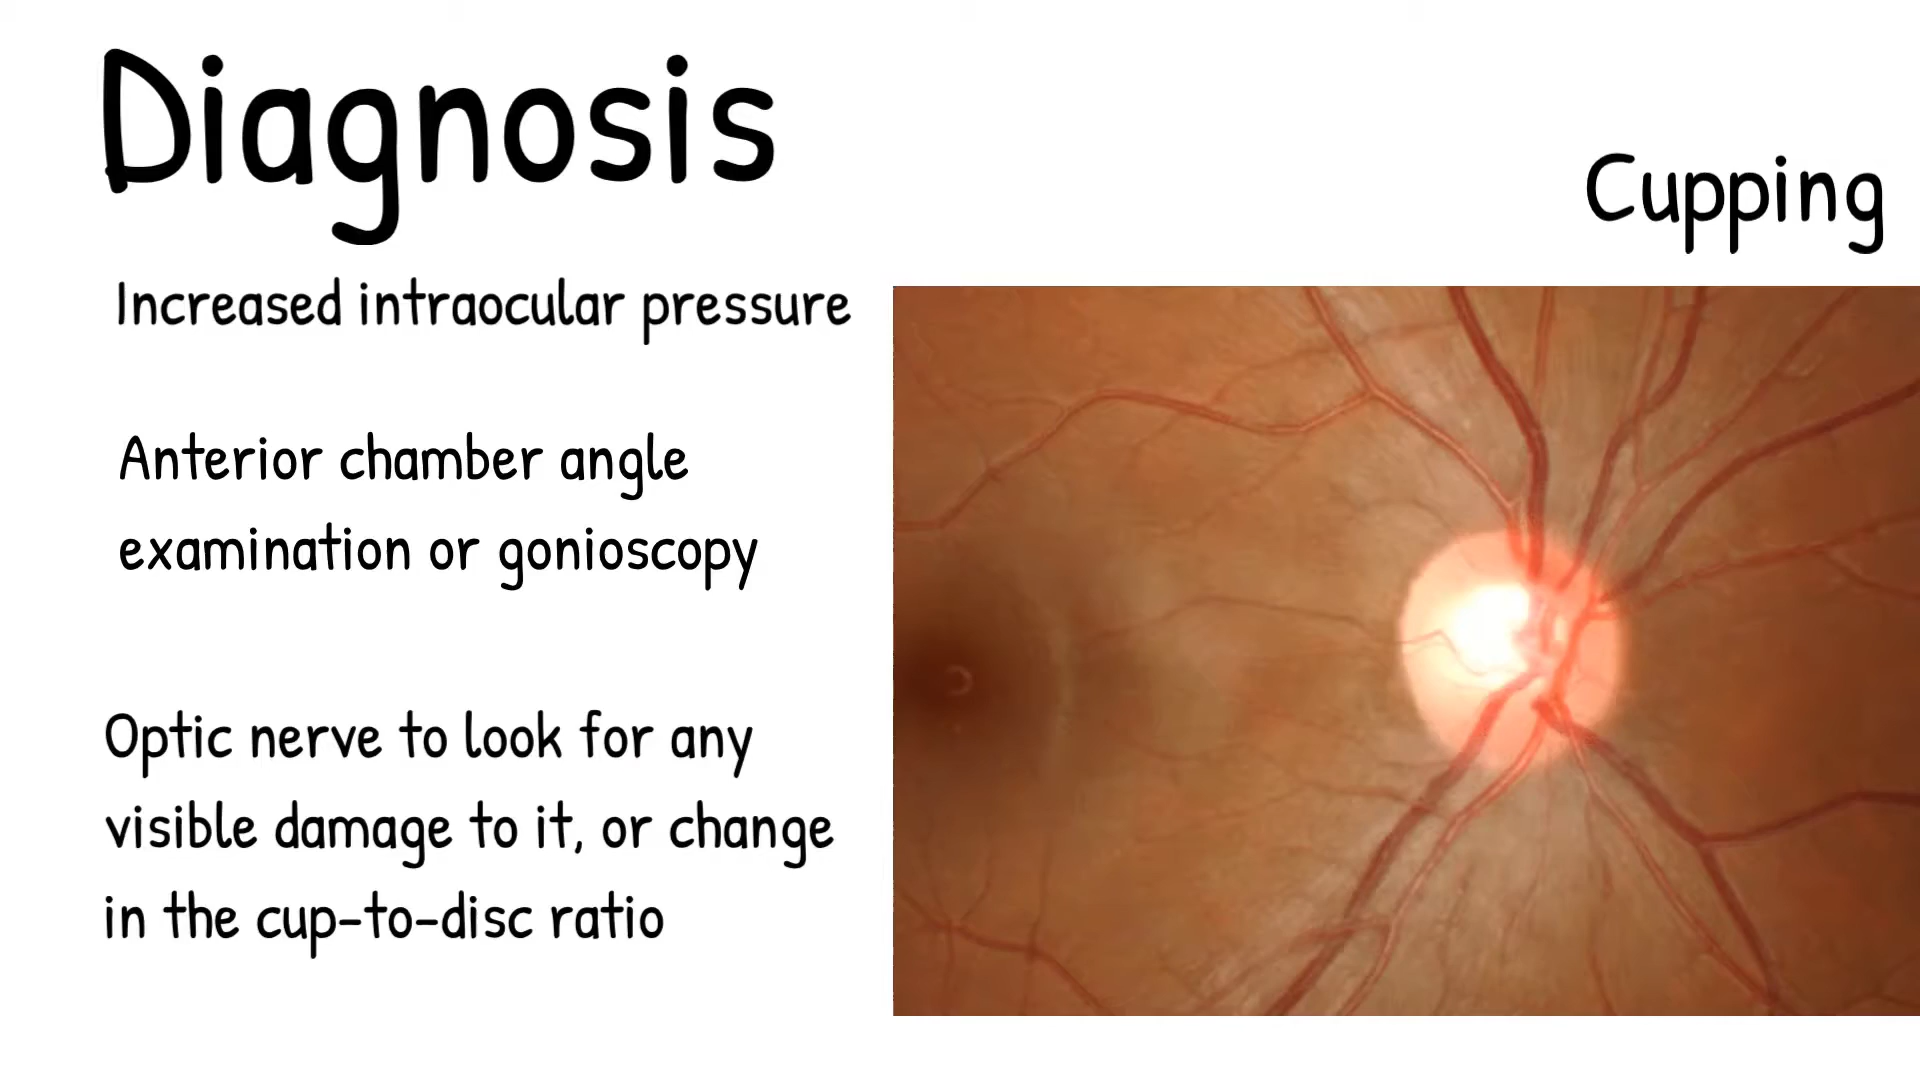 Diagnosis
Cupping
Increased intraocular pressure
Anterior chamber angle
examination or gonioscopy
Optic nerve to look for any
visible damage to it, or change
in the cup-to-disc ratio